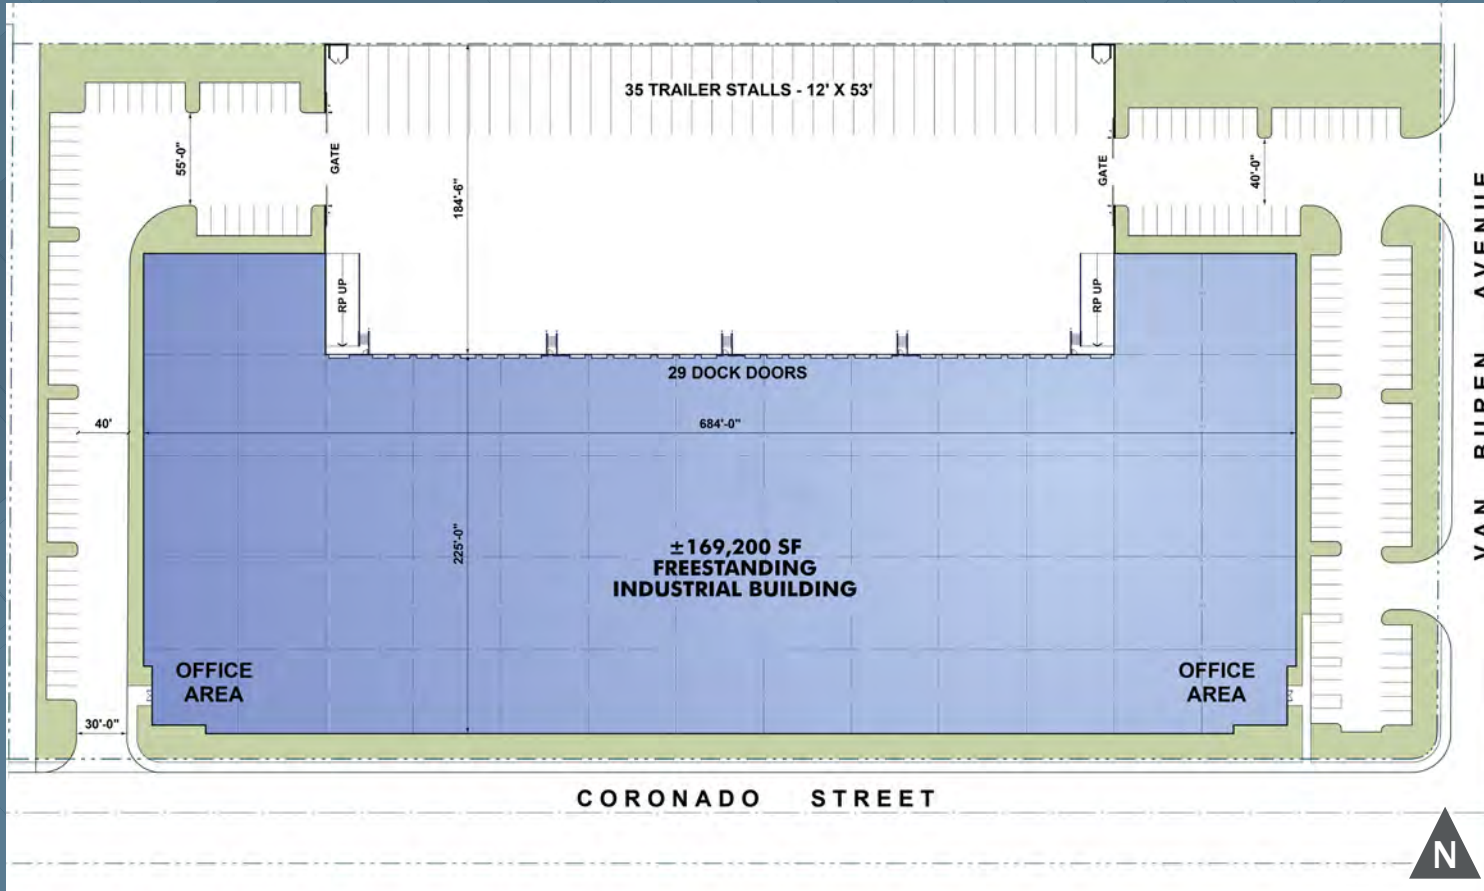 35 TRAILER STALLS - 12' X 53'
55'-0"
GATE
184'-6"
GATE
40'-0"
RP UP
RP UP
29 DOCK DOORS
40'
684'-0"
225'-0"
±169,200 SF
FREESTANDING
INDUSTRIAL BUILDING
OFFICE
AREA
OFFICE
AREA
30'-0"
VAN BUREN AVENUE
CORONADO STREET
N